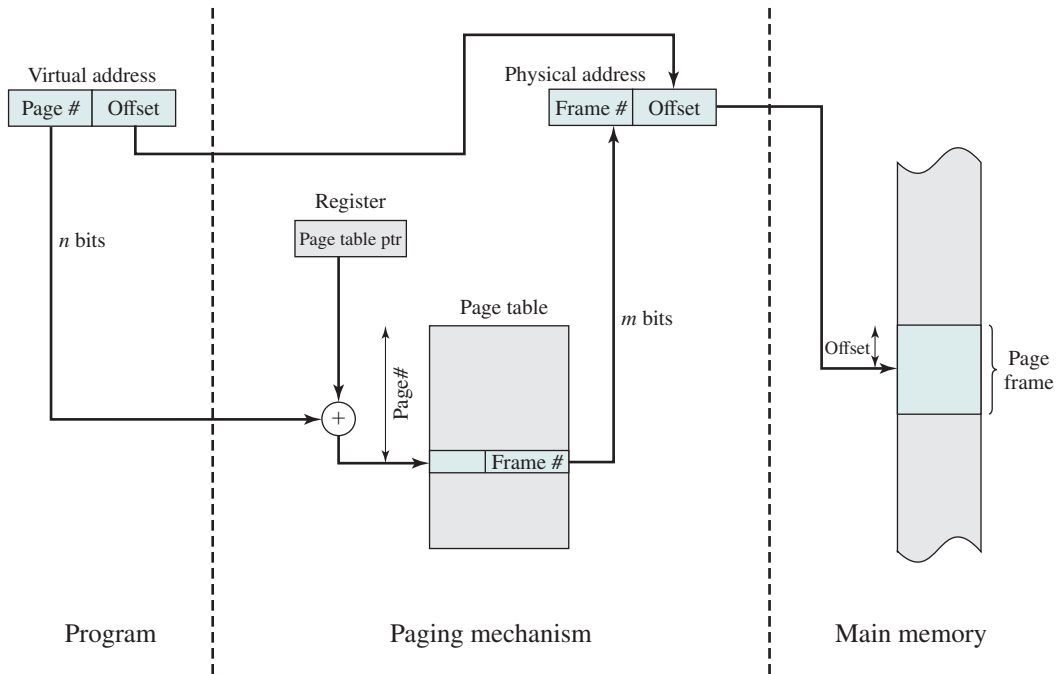 Virtual address
Page # Offset
Physical address
Frame # Offset
n bits
Register
Page table ptr
Page table
m bits
Page#
+
Frame #
Offset
Page
frame
Program
Paging mechanism
Main memory